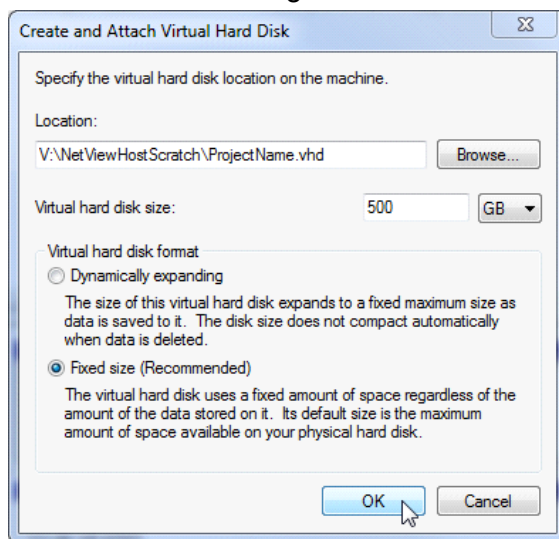 Create and Attach Virtual Hard Disk
Specify the virtual hard disk location on the machine.
Location:
V:\NetViewHostScratch\ProjectName.vhd Browse...
Virtual hard disk size: 500 GB
Virtual hard disk format
Dynamically expanding
The size of this virtual hard disk expands to a fixed maximum size as
data is saved to it. The disk size does not compact automatically
when data is deleted.
Fixed size (Recommended)
The virtual hard disk uses a fixed amount of space regardless of the
amount of the data stored on it. Its default size is the maximum
amount of space available on your physical hard disk.
OK Cancel